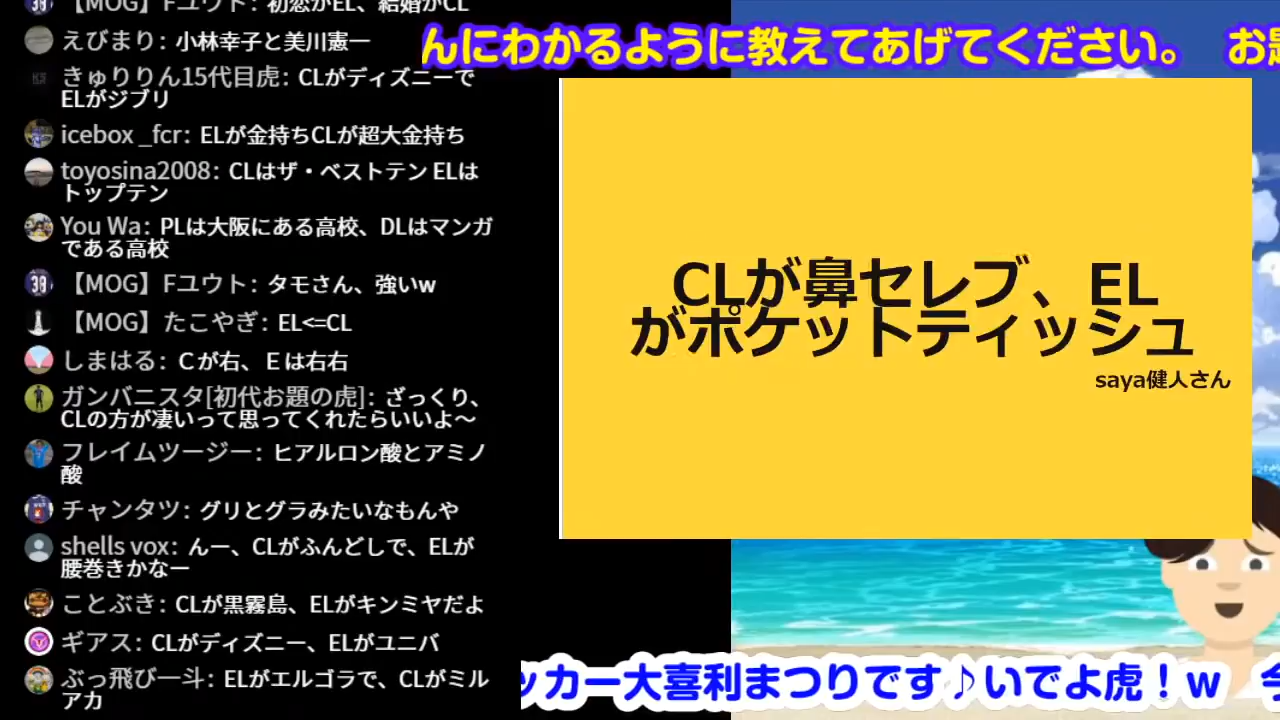 【MOG】Fユウト: 初恋がEL、結婚がCL
えびまり: 小林幸子と美川憲一
きゅりりん15代目虎: CLがディズニーで
ELがジブリ
icebox _fcr: ELが金持ちCLが超大金持ち
toyosina2008: CLはザ・ベストテン ELは
トップテン
You Wa: PLは大阪にある高校、DLはマンガ
である高校
【MOG】Fユウト: タモさん、強いw
【MOG】たこやぎ: EL<=CL
しまはる: Ｃが右、Ｅは右右
ガンバニスタ[初代お題の虎]: ざっくり、
CLの方が凄いって思ってくれたらいいよ〜
フレイムツージー: ヒアルロン酸とアミノ
酸
チャンタツ: グリとグラみたいなもんや
shells vox: んー、CLがふんどしで、ELが
腰巻きかなー
ことぶき: CLが黒霧島、ELがキンミヤだよ
ギアス: CLがディズニー、ELがユニバ
ぶっ飛び一斗: ELがエルゴラで、CLがミル
アカ
んにわかるように教えてあげてください。 お題
CLが鼻セレブ、EL
がポケットティッシュ
saya健人さん
ッカー大喜利まつりです♪いでよ虎！ｗ 今